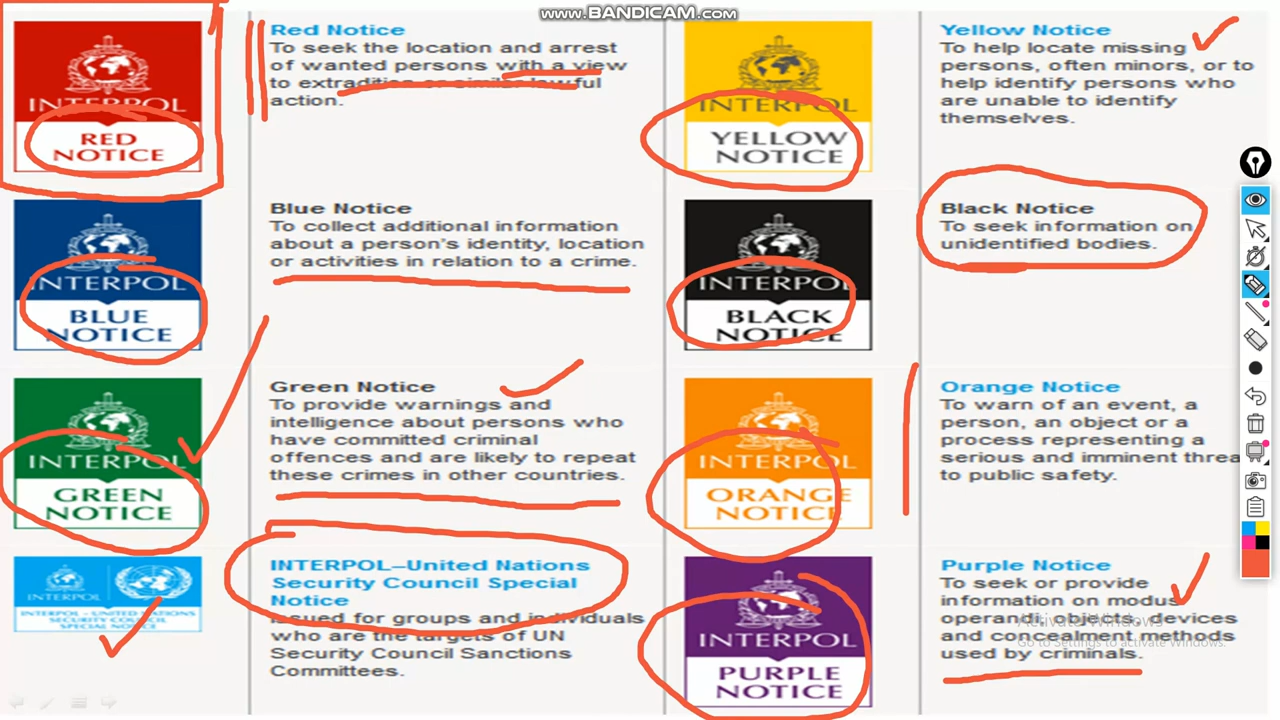 www.BANDICAM.com
INTERPOL
RED
NOTICE
Red Notice
To seek the location and arrest
of wanted persons with a view
to extradition or similar lawful
action.
INTERPOL
YELLOW
NOTICE
Yellow Notice
To help locate missing
persons, often minors, or to
help identify persons who
are unable to identify
themselves.
INTERPOL
BLUE
NOTICE
Blue Notice
To collect additional information
about a person's identity, location
or activities in relation to a crime.
INTERPOL
BLACK
NOTICE
Black Notice
To seek information on
unidentified bodies.
INTERPOL
GREEN
NOTICE
Green Notice
To provide warnings and
intelligence about persons who
have committed criminal
offences and are likely to repeat
these crimes in other countries.
INTERPOL
ORANGE
NOTICE
Orange Notice
To warn of an event, a
person, an object or a
process representing a
serious and imminent threa
to public safety.
INTERPOL
INTERPOL – UNITED NATIONS
SECURITY COUNCIL
SPECIAL NOTICE
INTERPOL–United Nations
Security Council Special
Notice
Issued for groups and individuals
who are the targets of UN
Security Council Sanctions
Committees.
INTERPOL
PURPLE
NOTICE
Purple Notice
To seek or provide
information on modus
operandi, objects, devices
and concealment methods
used by criminals.
Activate Windows
Go to Settings to activate Windows.